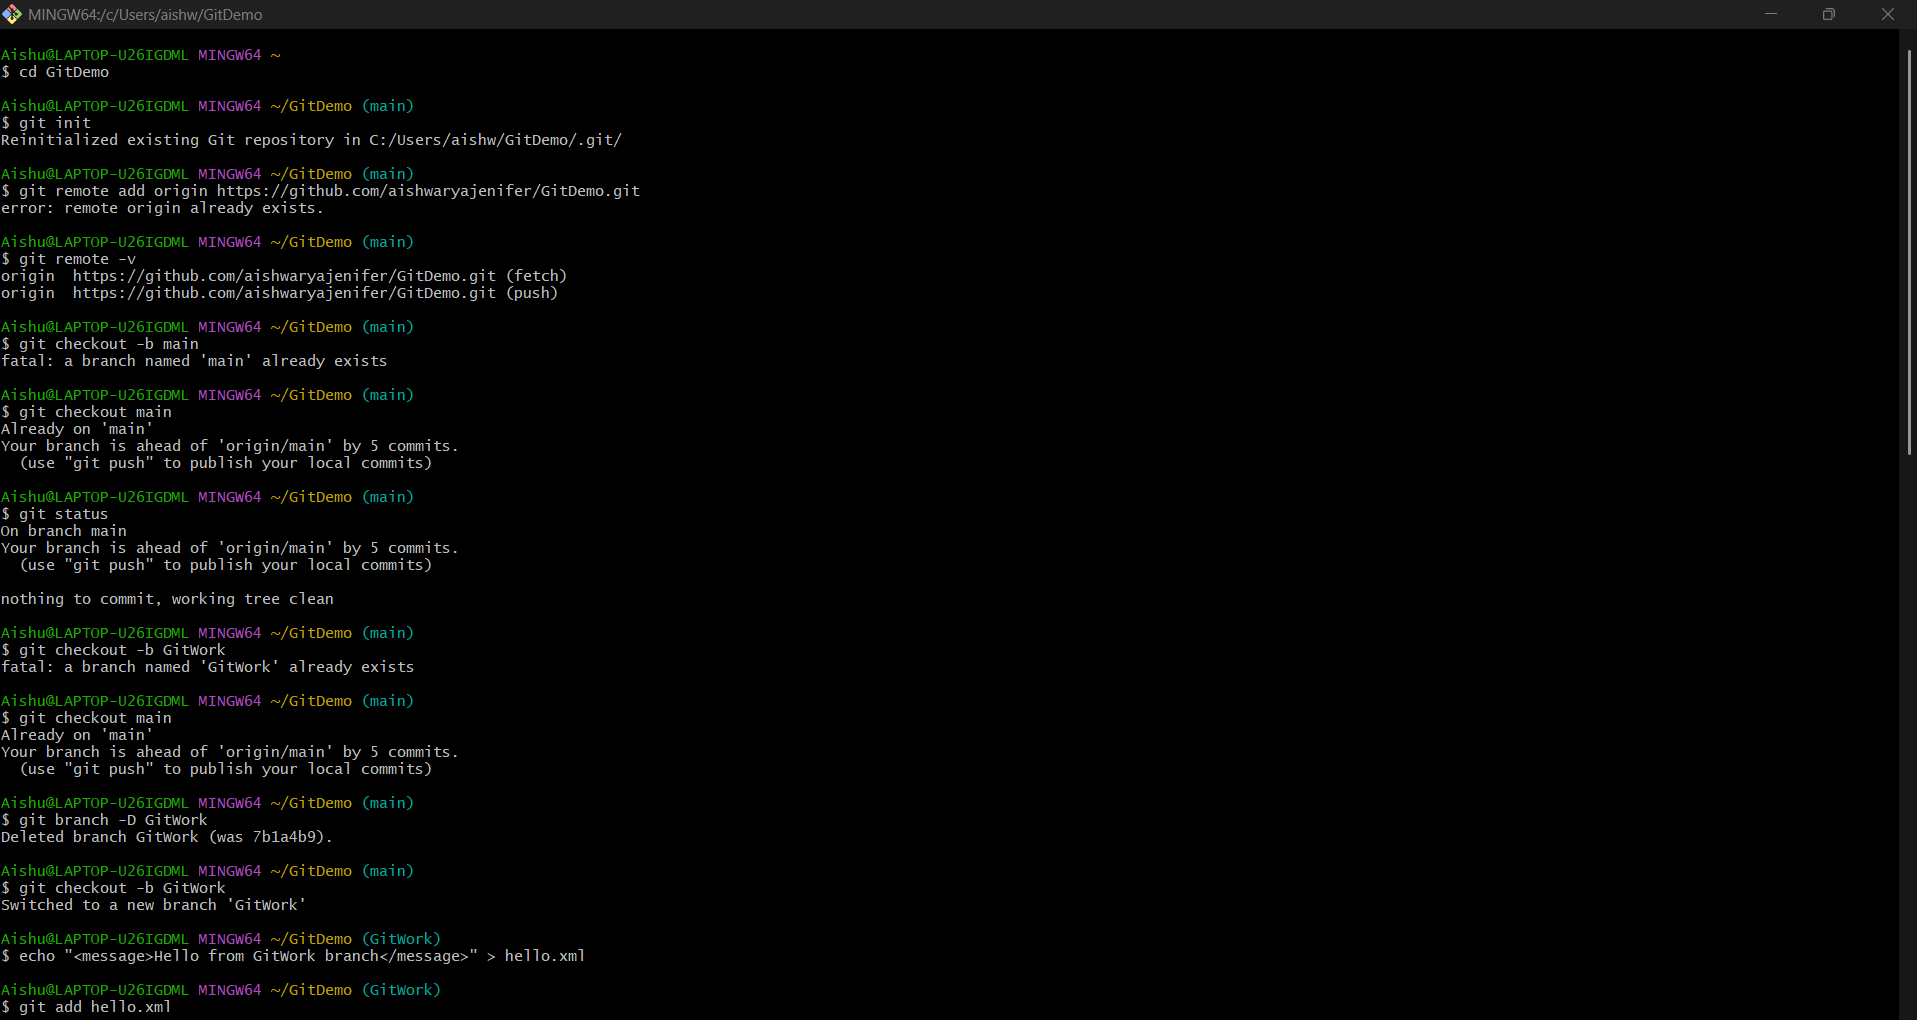 MINGW64:/c/Users/aishw/GitDemo
Aishu@LAPTOP-U26IGDML MINGW64 ~
$ cd GitDemo
Aishu@LAPTOP-U26IGDML MINGW64 ~/GitDemo (main)
$ git init
Reinitialized existing Git repository in C:/Users/aishw/GitDemo/.git/
Aishu@LAPTOP-U26IGDML MINGW64 ~/GitDemo (main)
$ git remote add origin https://github.com/aishwaryajenifer/GitDemo.git
error: remote origin already exists.
Aishu@LAPTOP-U26IGDML MINGW64 ~/GitDemo (main)
$ git remote -v
origin  https://github.com/aishwaryajenifer/GitDemo.git (fetch)
origin  https://github.com/aishwaryajenifer/GitDemo.git (push)
Aishu@LAPTOP-U26IGDML MINGW64 ~/GitDemo (main)
$ git checkout -b main
fatal: a branch named 'main' already exists
Aishu@LAPTOP-U26IGDML MINGW64 ~/GitDemo (main)
$ git checkout main
Already on 'main'
Your branch is ahead of 'origin/main' by 5 commits.
  (use "git push" to publish your local commits)
Aishu@LAPTOP-U26IGDML MINGW64 ~/GitDemo (main)
$ git status
On branch main
Your branch is ahead of 'origin/main' by 5 commits.
  (use "git push" to publish your local commits)
nothing to commit, working tree clean
Aishu@LAPTOP-U26IGDML MINGW64 ~/GitDemo (main)
$ git checkout -b GitWork
fatal: a branch named 'GitWork' already exists
Aishu@LAPTOP-U26IGDML MINGW64 ~/GitDemo (main)
$ git checkout main
Already on 'main'
Your branch is ahead of 'origin/main' by 5 commits.
  (use "git push" to publish your local commits)
Aishu@LAPTOP-U26IGDML MINGW64 ~/GitDemo (main)
$ git branch -D GitWork
Deleted branch GitWork (was 7b1a4b9).
Aishu@LAPTOP-U26IGDML MINGW64 ~/GitDemo (main)
$ git checkout -b GitWork
Switched to a new branch 'GitWork'
Aishu@LAPTOP-U26IGDML MINGW64 ~/GitDemo (GitWork)
$ echo "<message>Hello from GitWork branch</message>" > hello.xml
Aishu@LAPTOP-U26IGDML MINGW64 ~/GitDemo (GitWork)
$ git add hello.xml